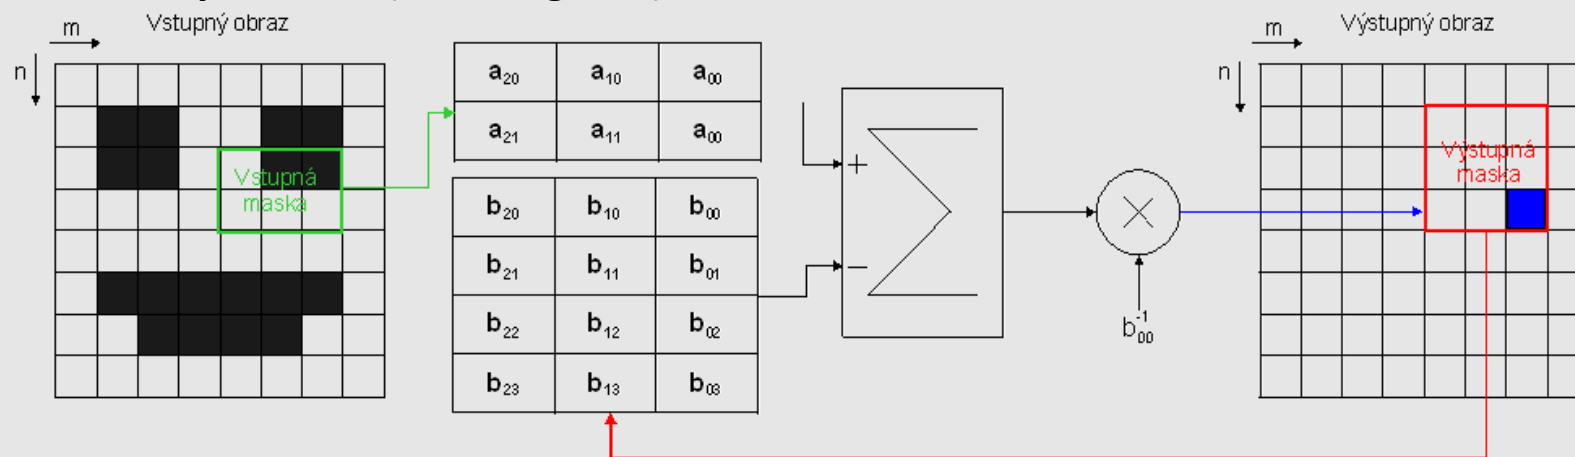 Vstupný obraz
m
n
Vstupná
maska
a20 a10 a00
a21 a11 a00
b20 b10 b00
b21 b11 b01
b22 b12 b02
b23 b13 b03
+
−
b00^-1
Výstupný obraz
m
n
Výstupná
maska